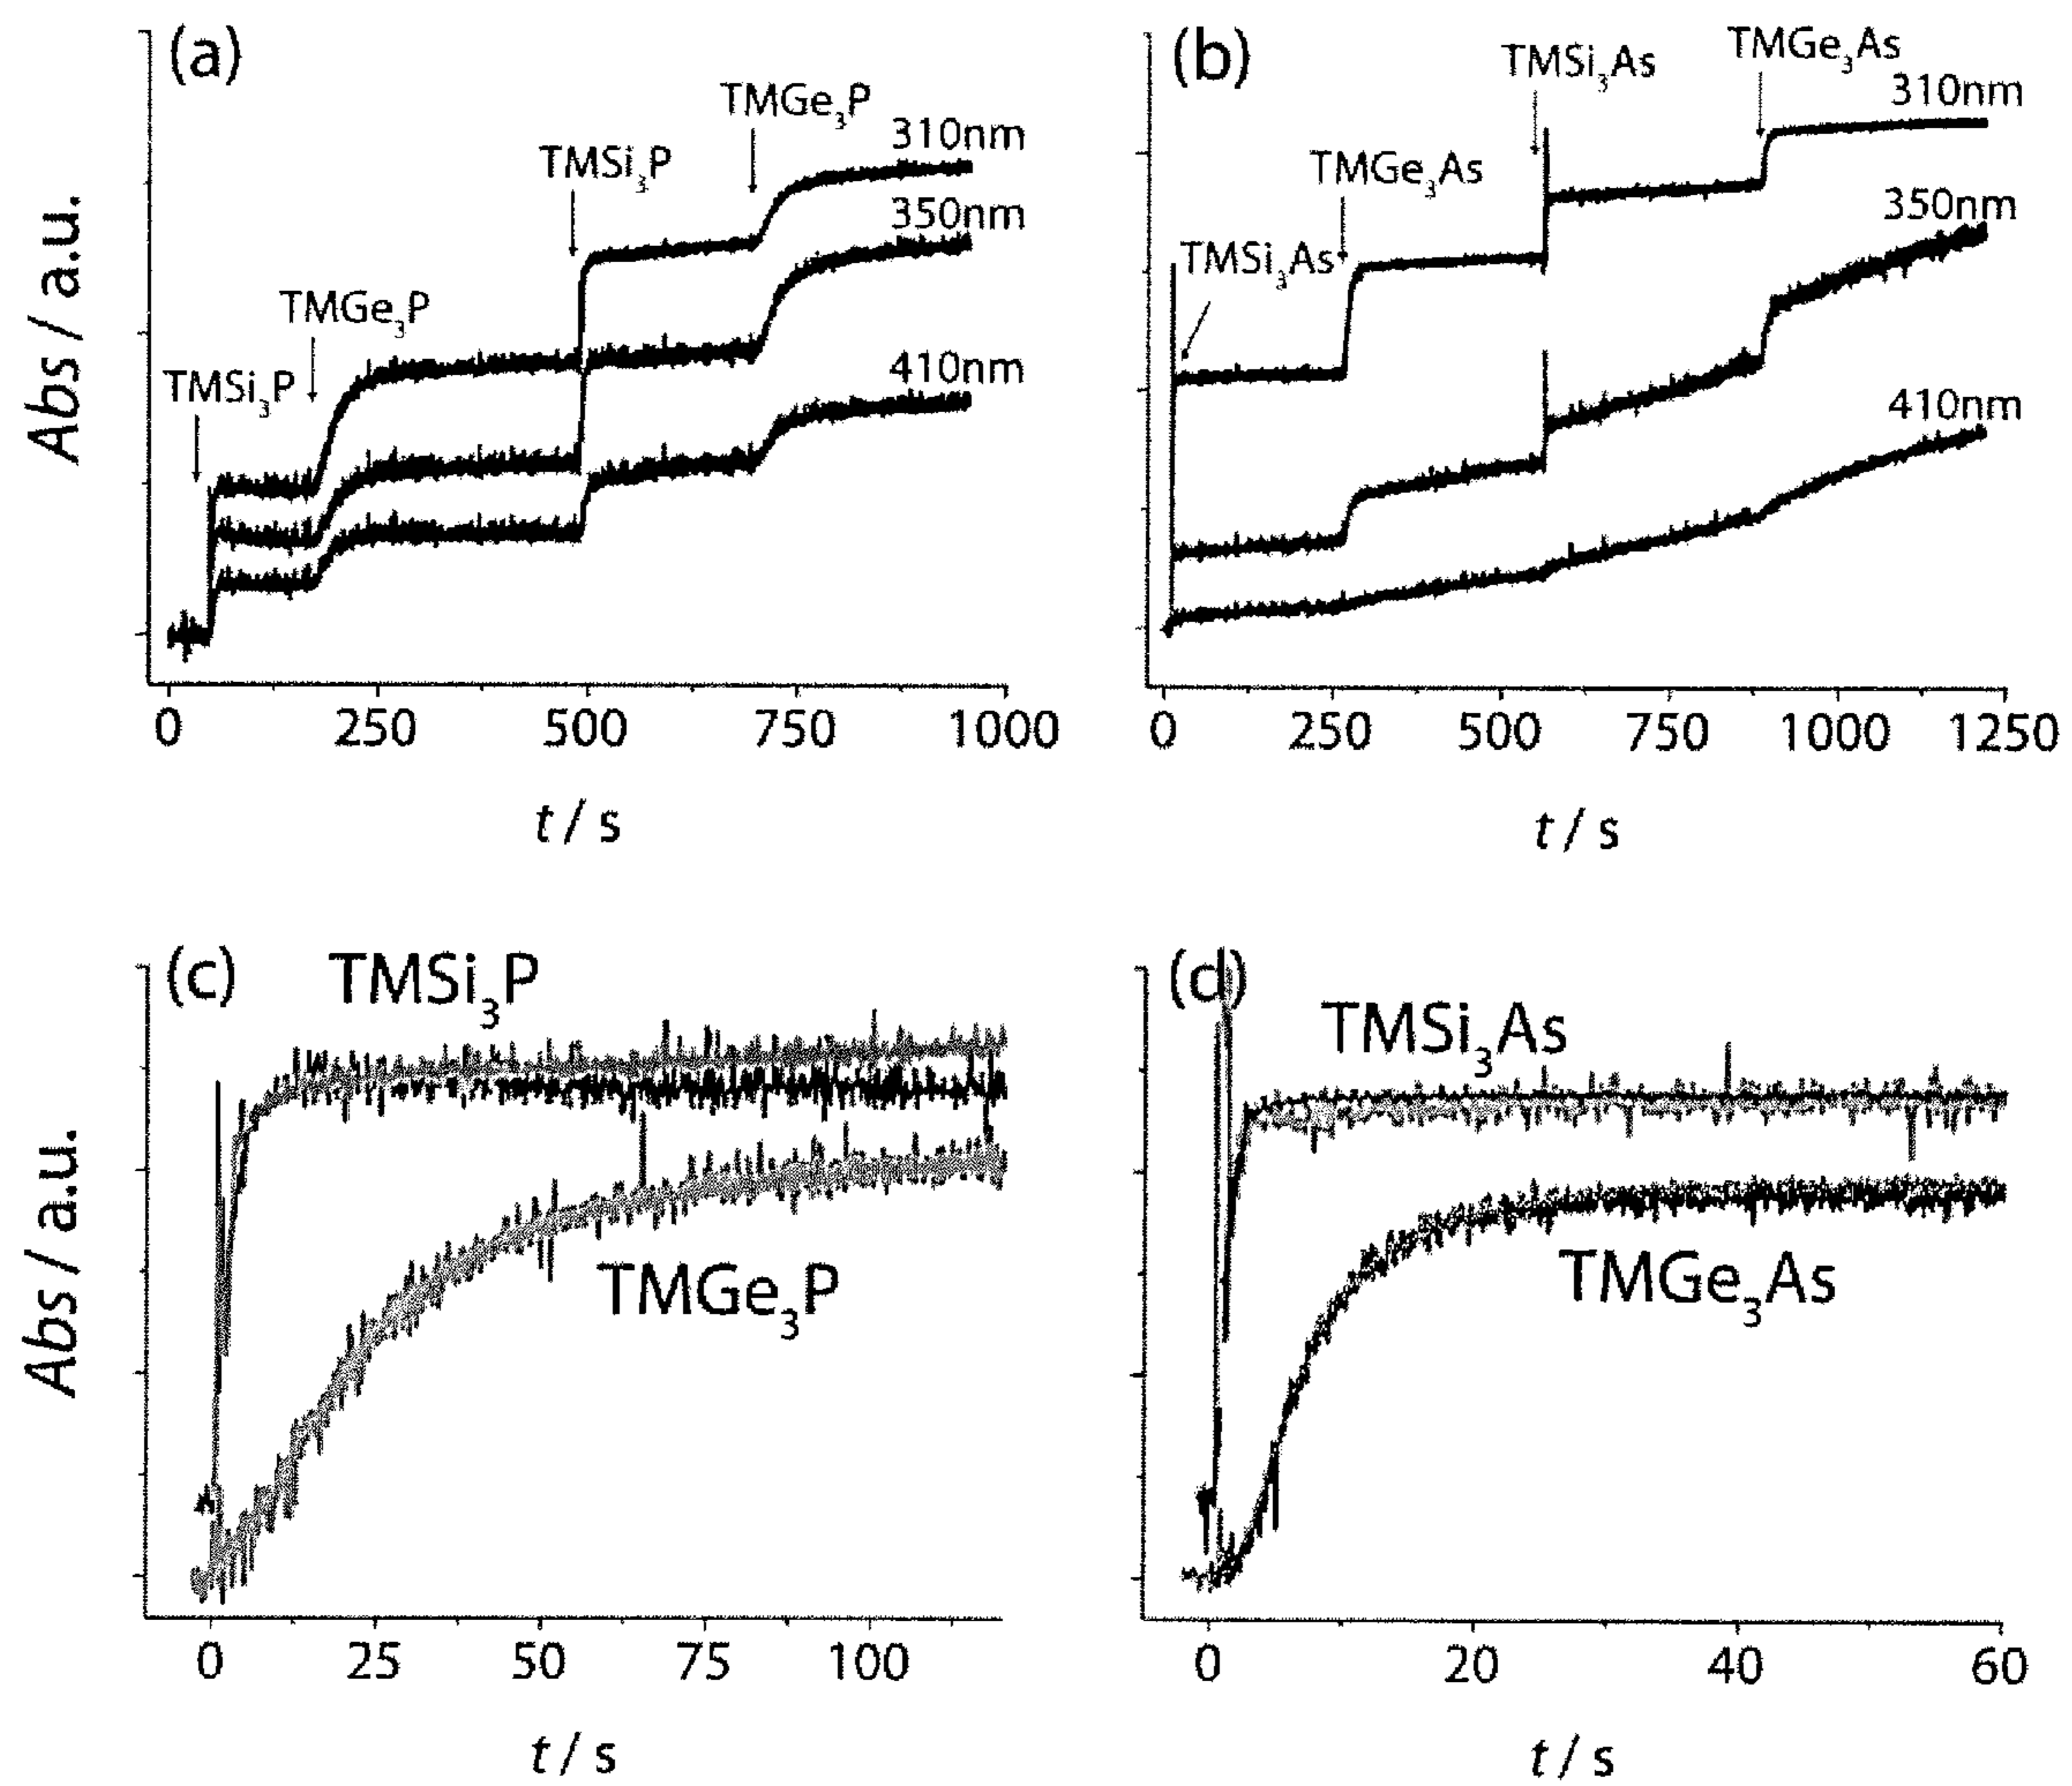 (a)
TMGe3P
310nm
TMSi3P
350nm
TMGe3P
410nm
TMSi3P
Abs / a.u.
0 250 500 750 1000
t / s
(b)
TMSi3As
TMGe3As
310nm
TMGe3As
350nm
TMSi3As
410nm
0 250 500 750 1000 1250
t / s
(c)
TMSi3P
TMGe3P
Abs / a.u.
0 25 50 75 100
t / s
(d)
TMSi3As
TMGe3As
0 20 40 60
t / s